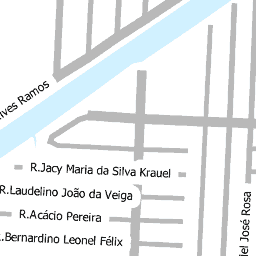 lves Ramos
R.Jacy Maria da Silva Krauel
R.Laudelino João da Veiga
R.Acácio Pereira
R.Bernardino Leonel Félix
el José Rosa